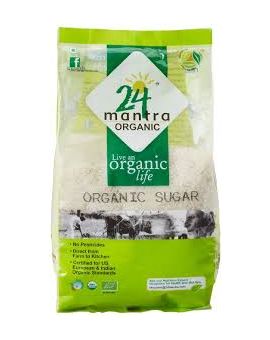 24
mantra
ORGANIC
Live an
organic
life
ORGANIC SUGAR
• No Pesticides
• Direct from
Farm to Kitchen
• Certified for US,
European & Indian
Organic Standards